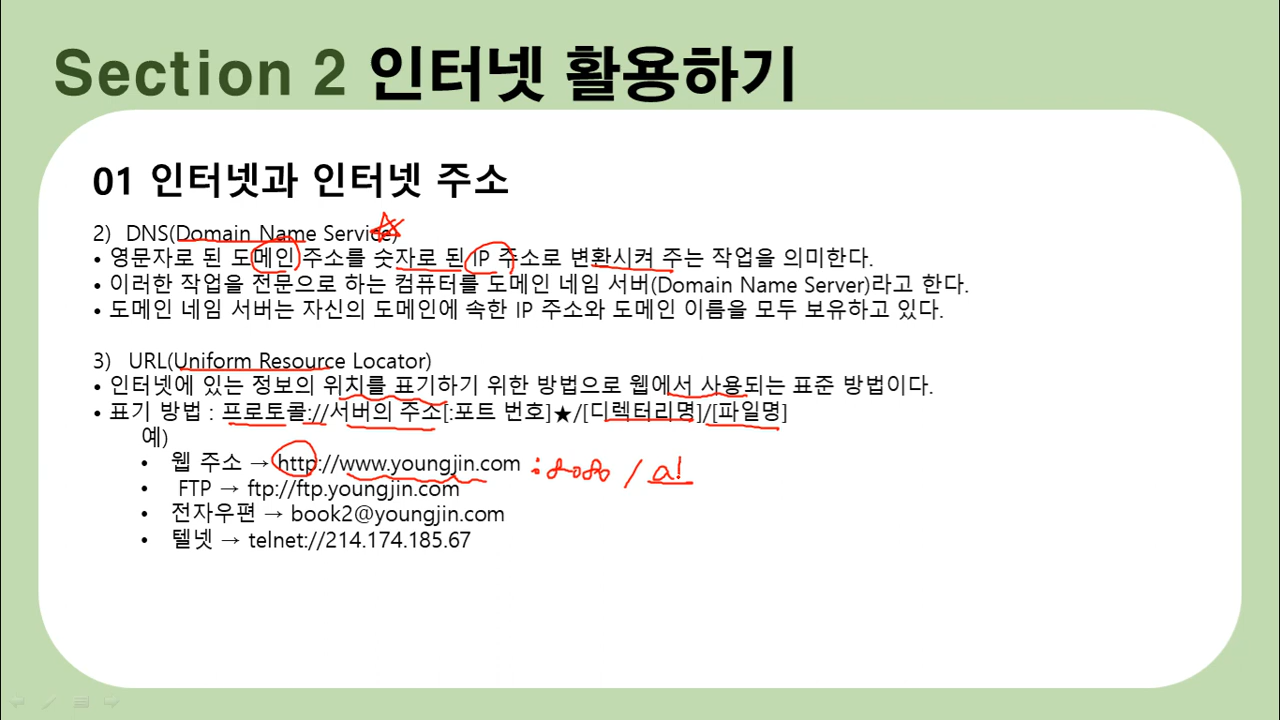 Section 2 인터넷 활용하기
01 인터넷과 인터넷 주소
2) DNS(Domain Name Service)
• 영문자로 된 도메인 주소를 숫자로 된 IP 주소로 변환시켜 주는 작업을 의미한다.
• 이러한 작업을 전문으로 하는 컴퓨터를 도메인 네임 서버(Domain Name Server)라고 한다.
• 도메인 네임 서버는 자신의 도메인에 속한 IP 주소와 도메인 이름을 모두 보유하고 있다.
3) URL(Uniform Resource Locator)
• 인터넷에 있는 정보의 위치를 표기하기 위한 방법으로 웹에서 사용되는 표준 방법이다.
• 표기 방법 : 프로토콜://서버의 주소[:포트 번호]★/[디렉터리명]/[파일명]
예)
• 웹 주소 → http://www.youngjin.com :8080 /
• FTP → ftp://ftp.youngjin.com
• 전자우편 → book2@youngjin.com
• 텔넷 → telnet://214.174.185.67